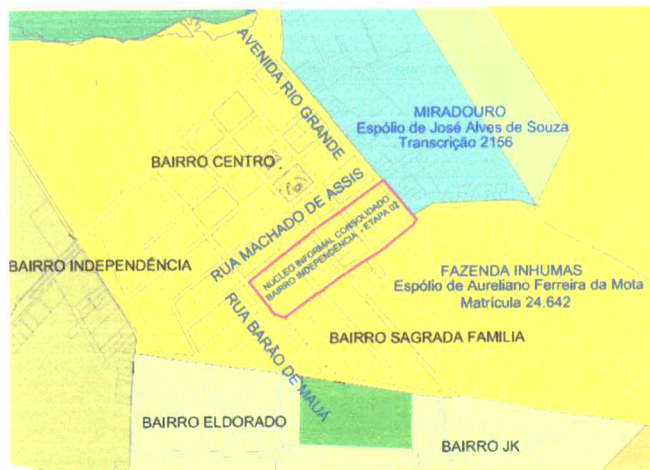 AVENIDA RIO GRANDE
MIRADOURO
Espólio de José Alves de Souza
Transcrição 2156
BAIRRO CENTRO
RUA MACHADO DE ASSIS
NUCLEO INFORMAL CONSOLIDADO
BAIRRO INDEPENDÊNCIA - ETAPA 02
BAIRRO INDEPENDÊNCIA
FAZENDA INHUMAS
Espólio de Aureliano Ferreira da Mota
Matrícula 24.642
RUA BARÃO DE MAUÁ
BAIRRO SAGRADA FAMILIA
BAIRRO ELDORADO
BAIRRO JK